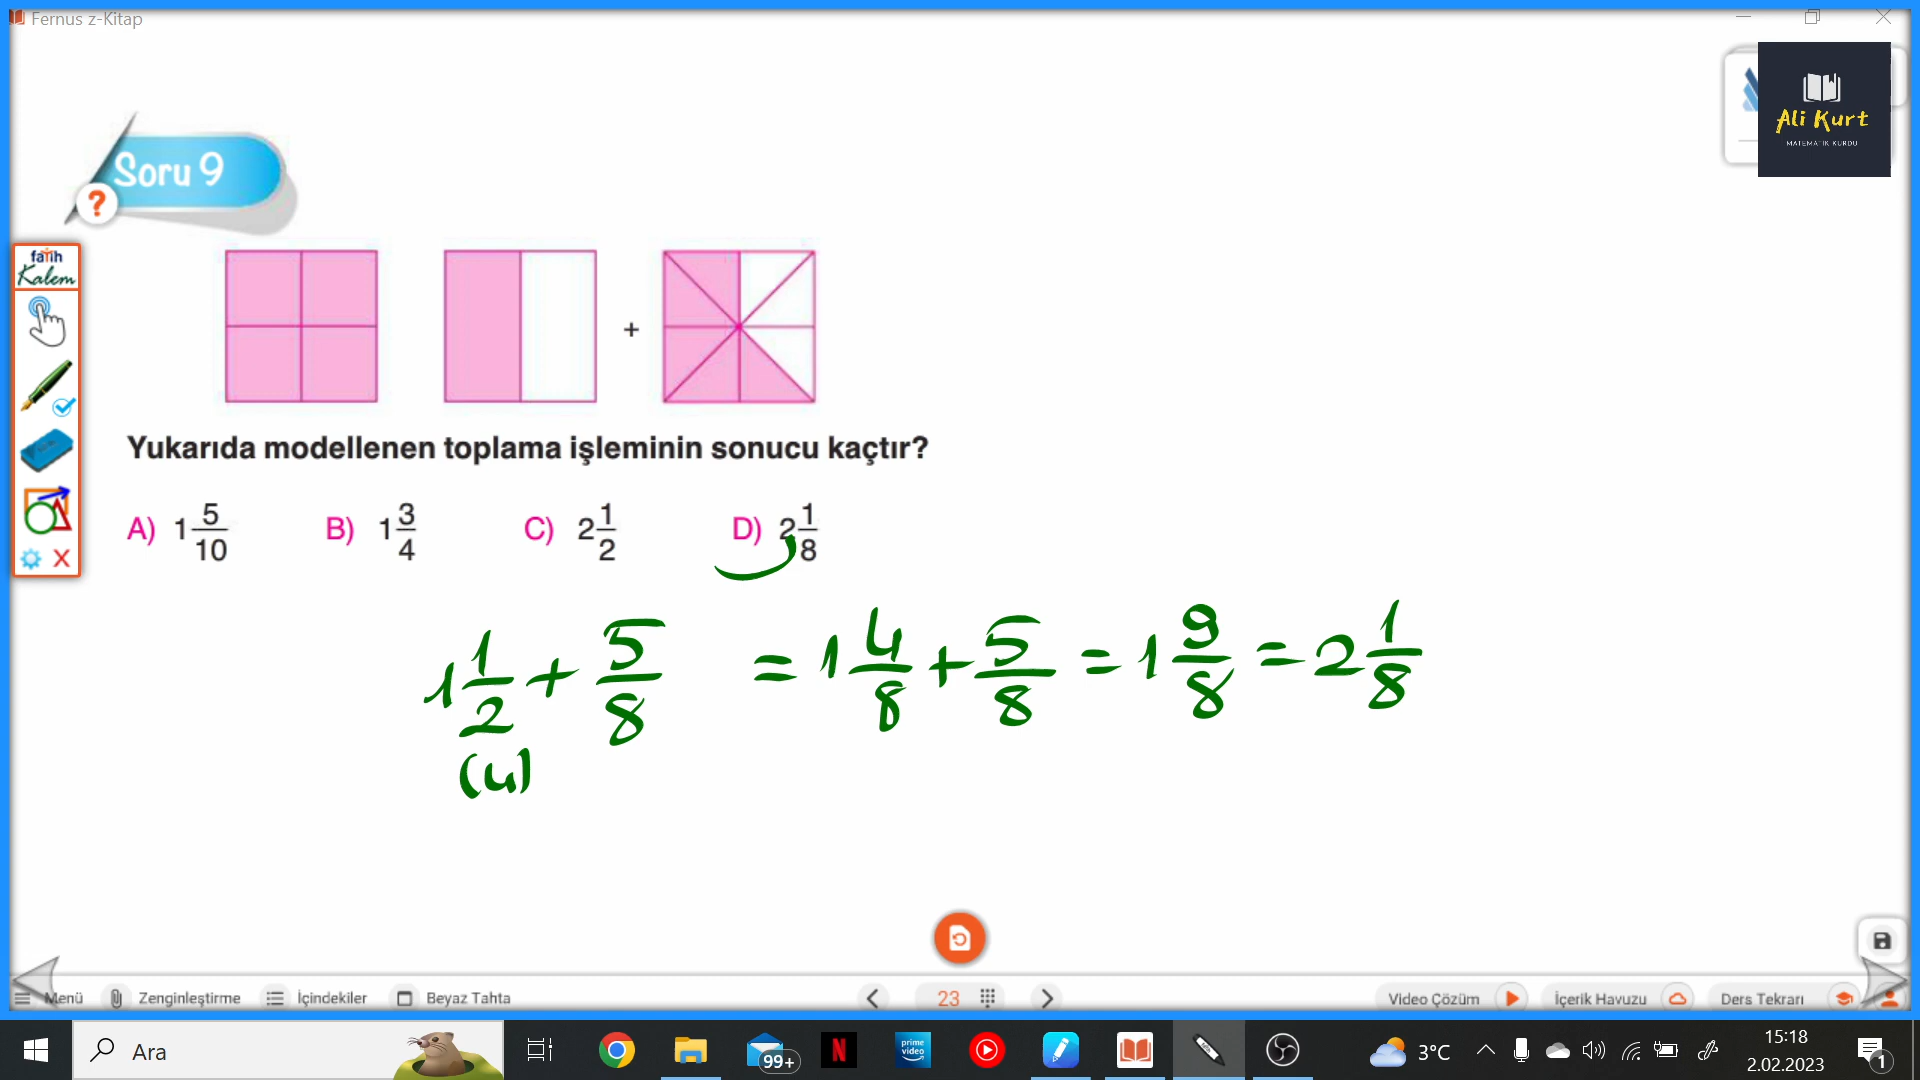 Fernus z-Kitap
Ali Kurt
MATEMATİK KURDU
Soru 9
?
fatih
Kalem
+
Yukarıda modellenen toplama işleminin sonucu kaçtır?
A) 1 5/10 B) 1 3/4 C) 2 1/2 D) 2 1/8
1 1/2 + 5/8 = 1 4/8 + 5/8 = 1 9/8 = 2 1/8
(4)
Menü Zenginleştirme İçindekiler Beyaz Tahta 23 Video Çözüm İçerik Havuzu Ders Tekrarı
Ara 99+ N prime video 3°C 15:18
2.02.2023 1